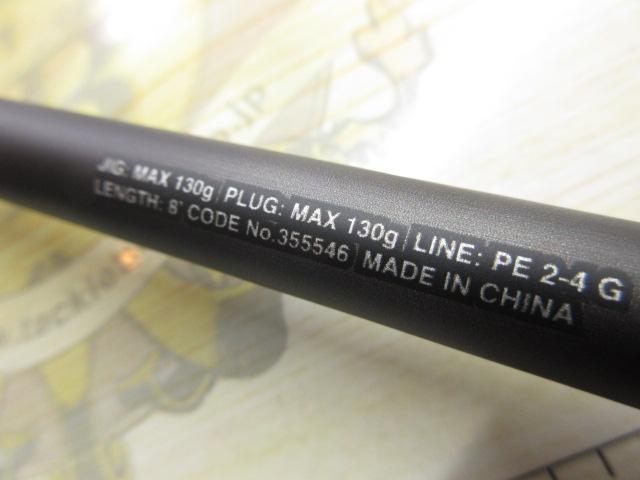 JIG: MAX 130g PLUG: MAX 130g LINE: PE 2-4 G
LENGTH: 8' CODE No.355546 MADE IN CHINA